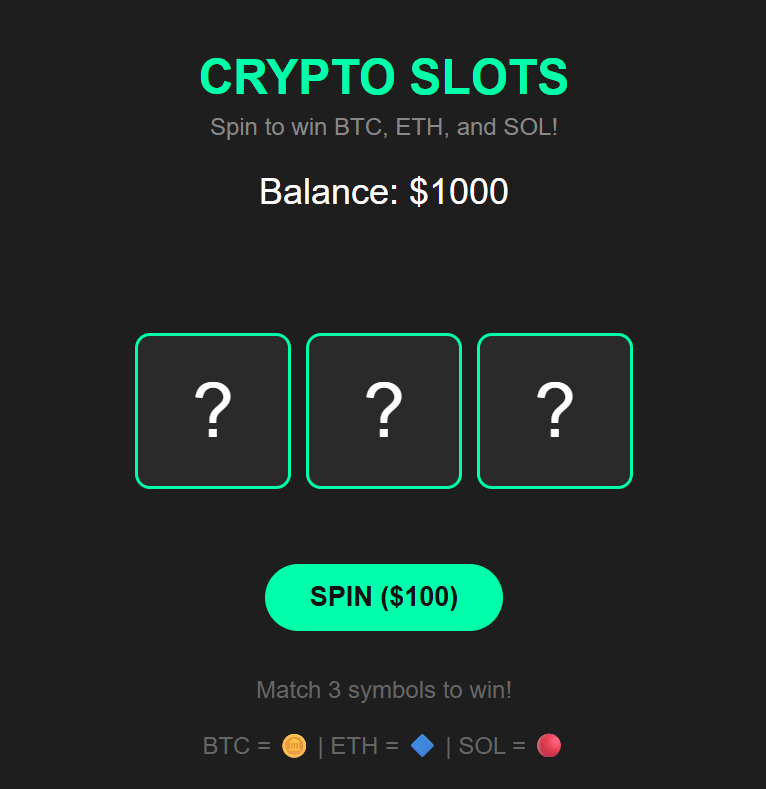 CRYPTO SLOTS
Spin to win BTC, ETH, and SOL!
Balance: $1000
? ? ?
SPIN ($100)
Match 3 symbols to win!
BTC = 🪙 | ETH = 🔷 | SOL = 🔴